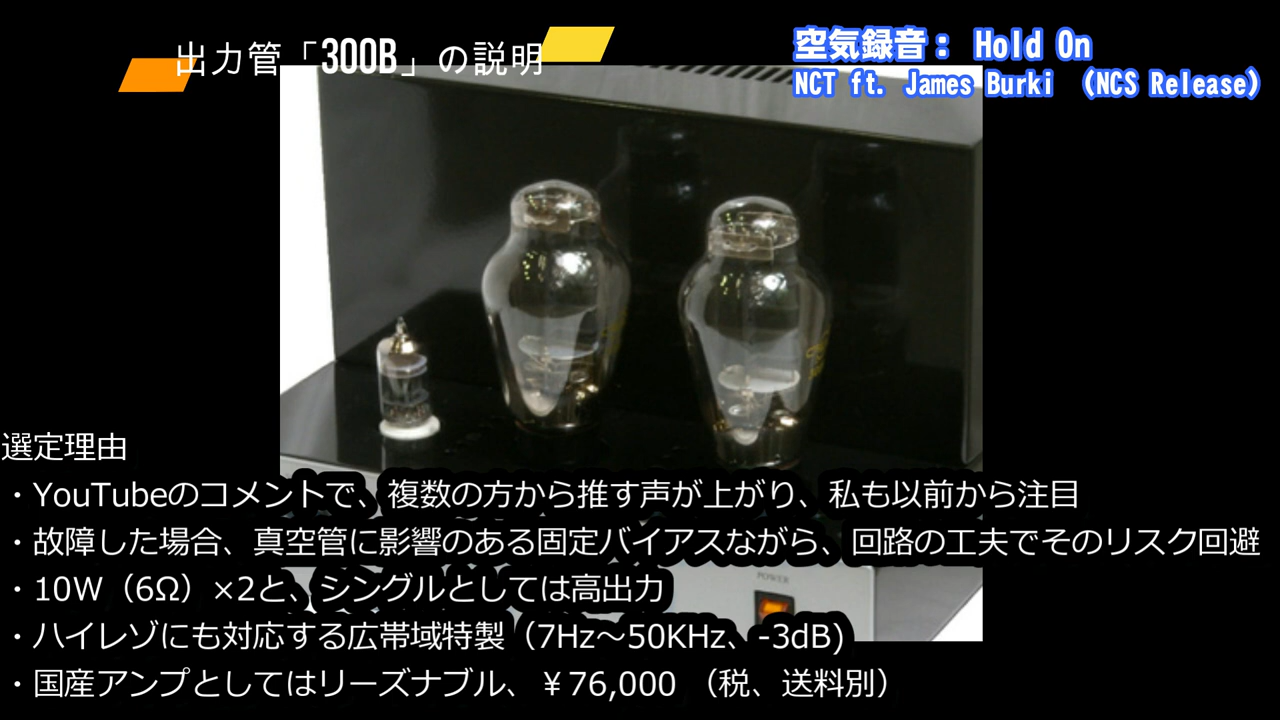 出力管「300B」の説明
空気録音： Hold On
NCT ft. James Burki （NCS Release)
選定理由
・YouTubeのコメントで、複数の方から推す声が上がり、私も以前から注目
・故障した場合、真空管に影響のある固定バイアスながら、回路の工夫でそのリスク回避
・10W（6Ω）×2と、シングルとしては高出力
POWER
・ハイレゾにも対応する広帯域特製（7Hz～50KHz、-3dB)
・国産アンプとしてはリーズナブル、￥76,000 （税、送料別）